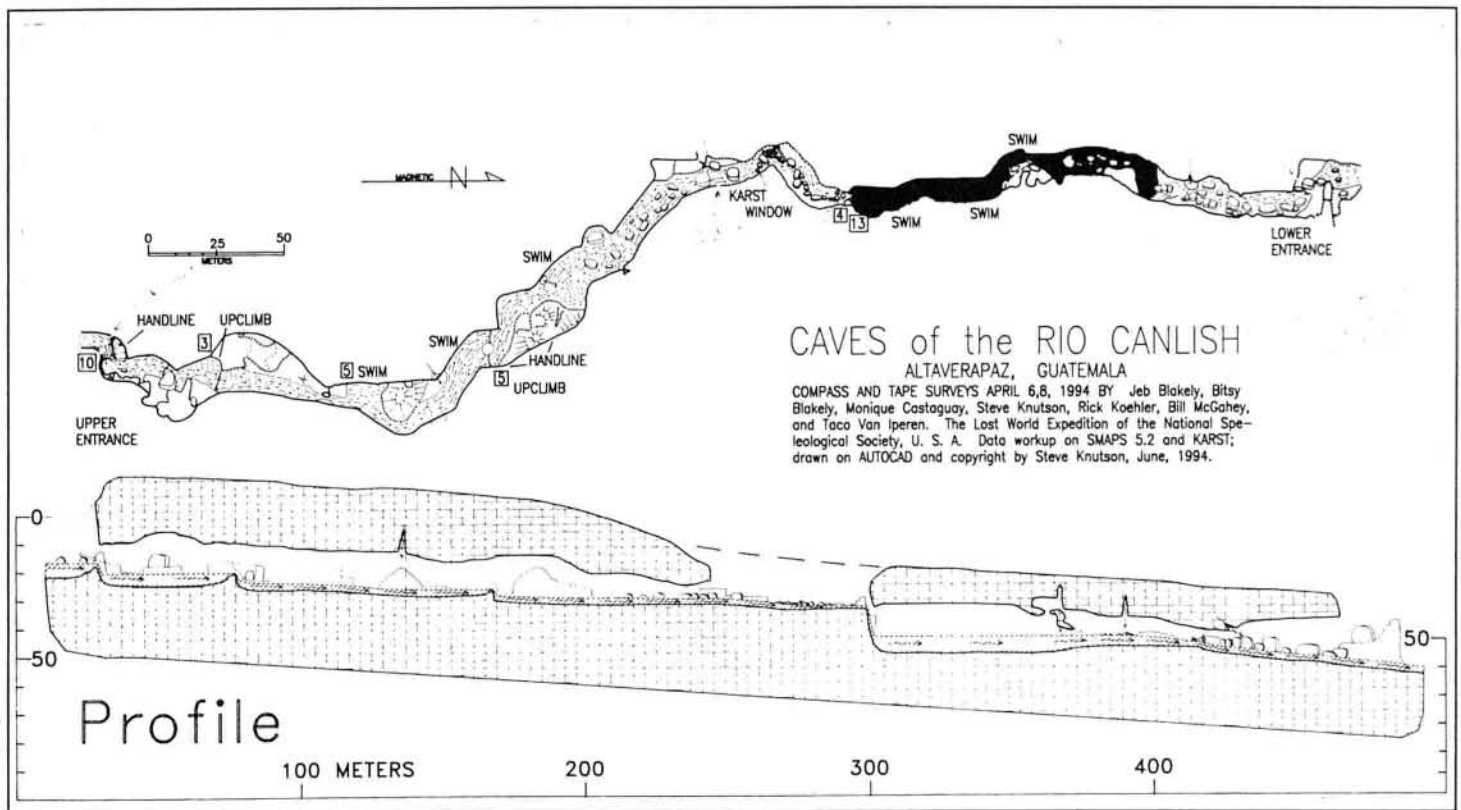 SWIM
MAGNETIC N
KARST
WINDOW
4
13
SWIM
SWIM
LOWER
ENTRANCE
0 25 50
METERS
SWIM
HANDLINE
3
UPCLIMB
SWIM
10
5 SWIM
HANDLINE
5
UPCLIMB
UPPER
ENTRANCE
CAVES of the RIO CANLISH
ALTAVERAPAZ, GUATEMALA
COMPASS AND TAPE SURVEYS APRIL 6,8, 1994 BY Jeb Blakely, Bitsy
Blakely, Monique Castaguay, Steve Knutson, Rick Koehler, Bill McGahey,
and Taco Van Iperen. The Lost World Expedition of the National Spe-
leological Society, U. S. A. Data workup on SMAPS 5.2 and KARST;
drawn on AUTOCAD and copyright by Steve Knutson, June, 1994.
0
50
50
Profile
100 METERS 200 300 400